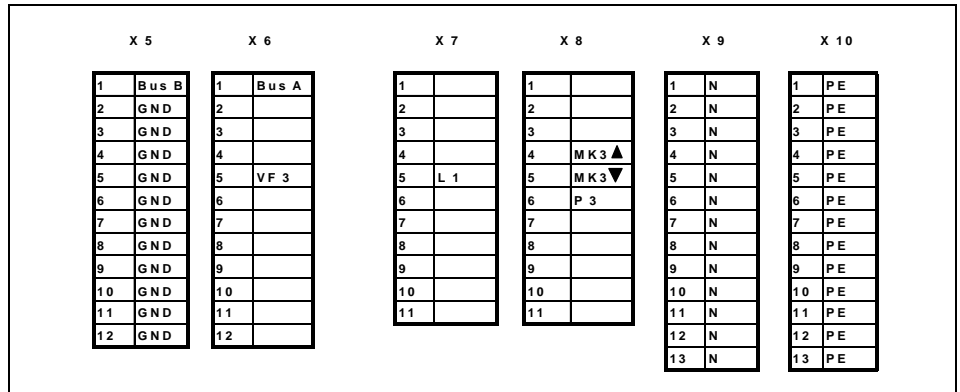 X 5 X 6 X 7 X 8 X 9 X 10
1 Bus B 1 Bus A 1 1 1 N 1 PE
2 GND 2 2 2 2 N 2 PE
3 GND 3 3 3 3 N 3 PE
4 GND 4 4 4 MK3▲ 4 N 4 PE
5 GND 5 VF 3 5 L 1 5 MK3▼ 5 N 5 PE
6 GND 6 6 6 P 3 6 N 6 PE
7 GND 7 7 7 7 N 7 PE
8 GND 8 8 8 8 N 8 PE
9 GND 9 9 9 9 N 9 PE
10 GND 10 10 10 10 N 10 PE
11 GND 11 11 11 11 N 11 PE
12 GND 12 12 N 12 PE
13 N 13 PE